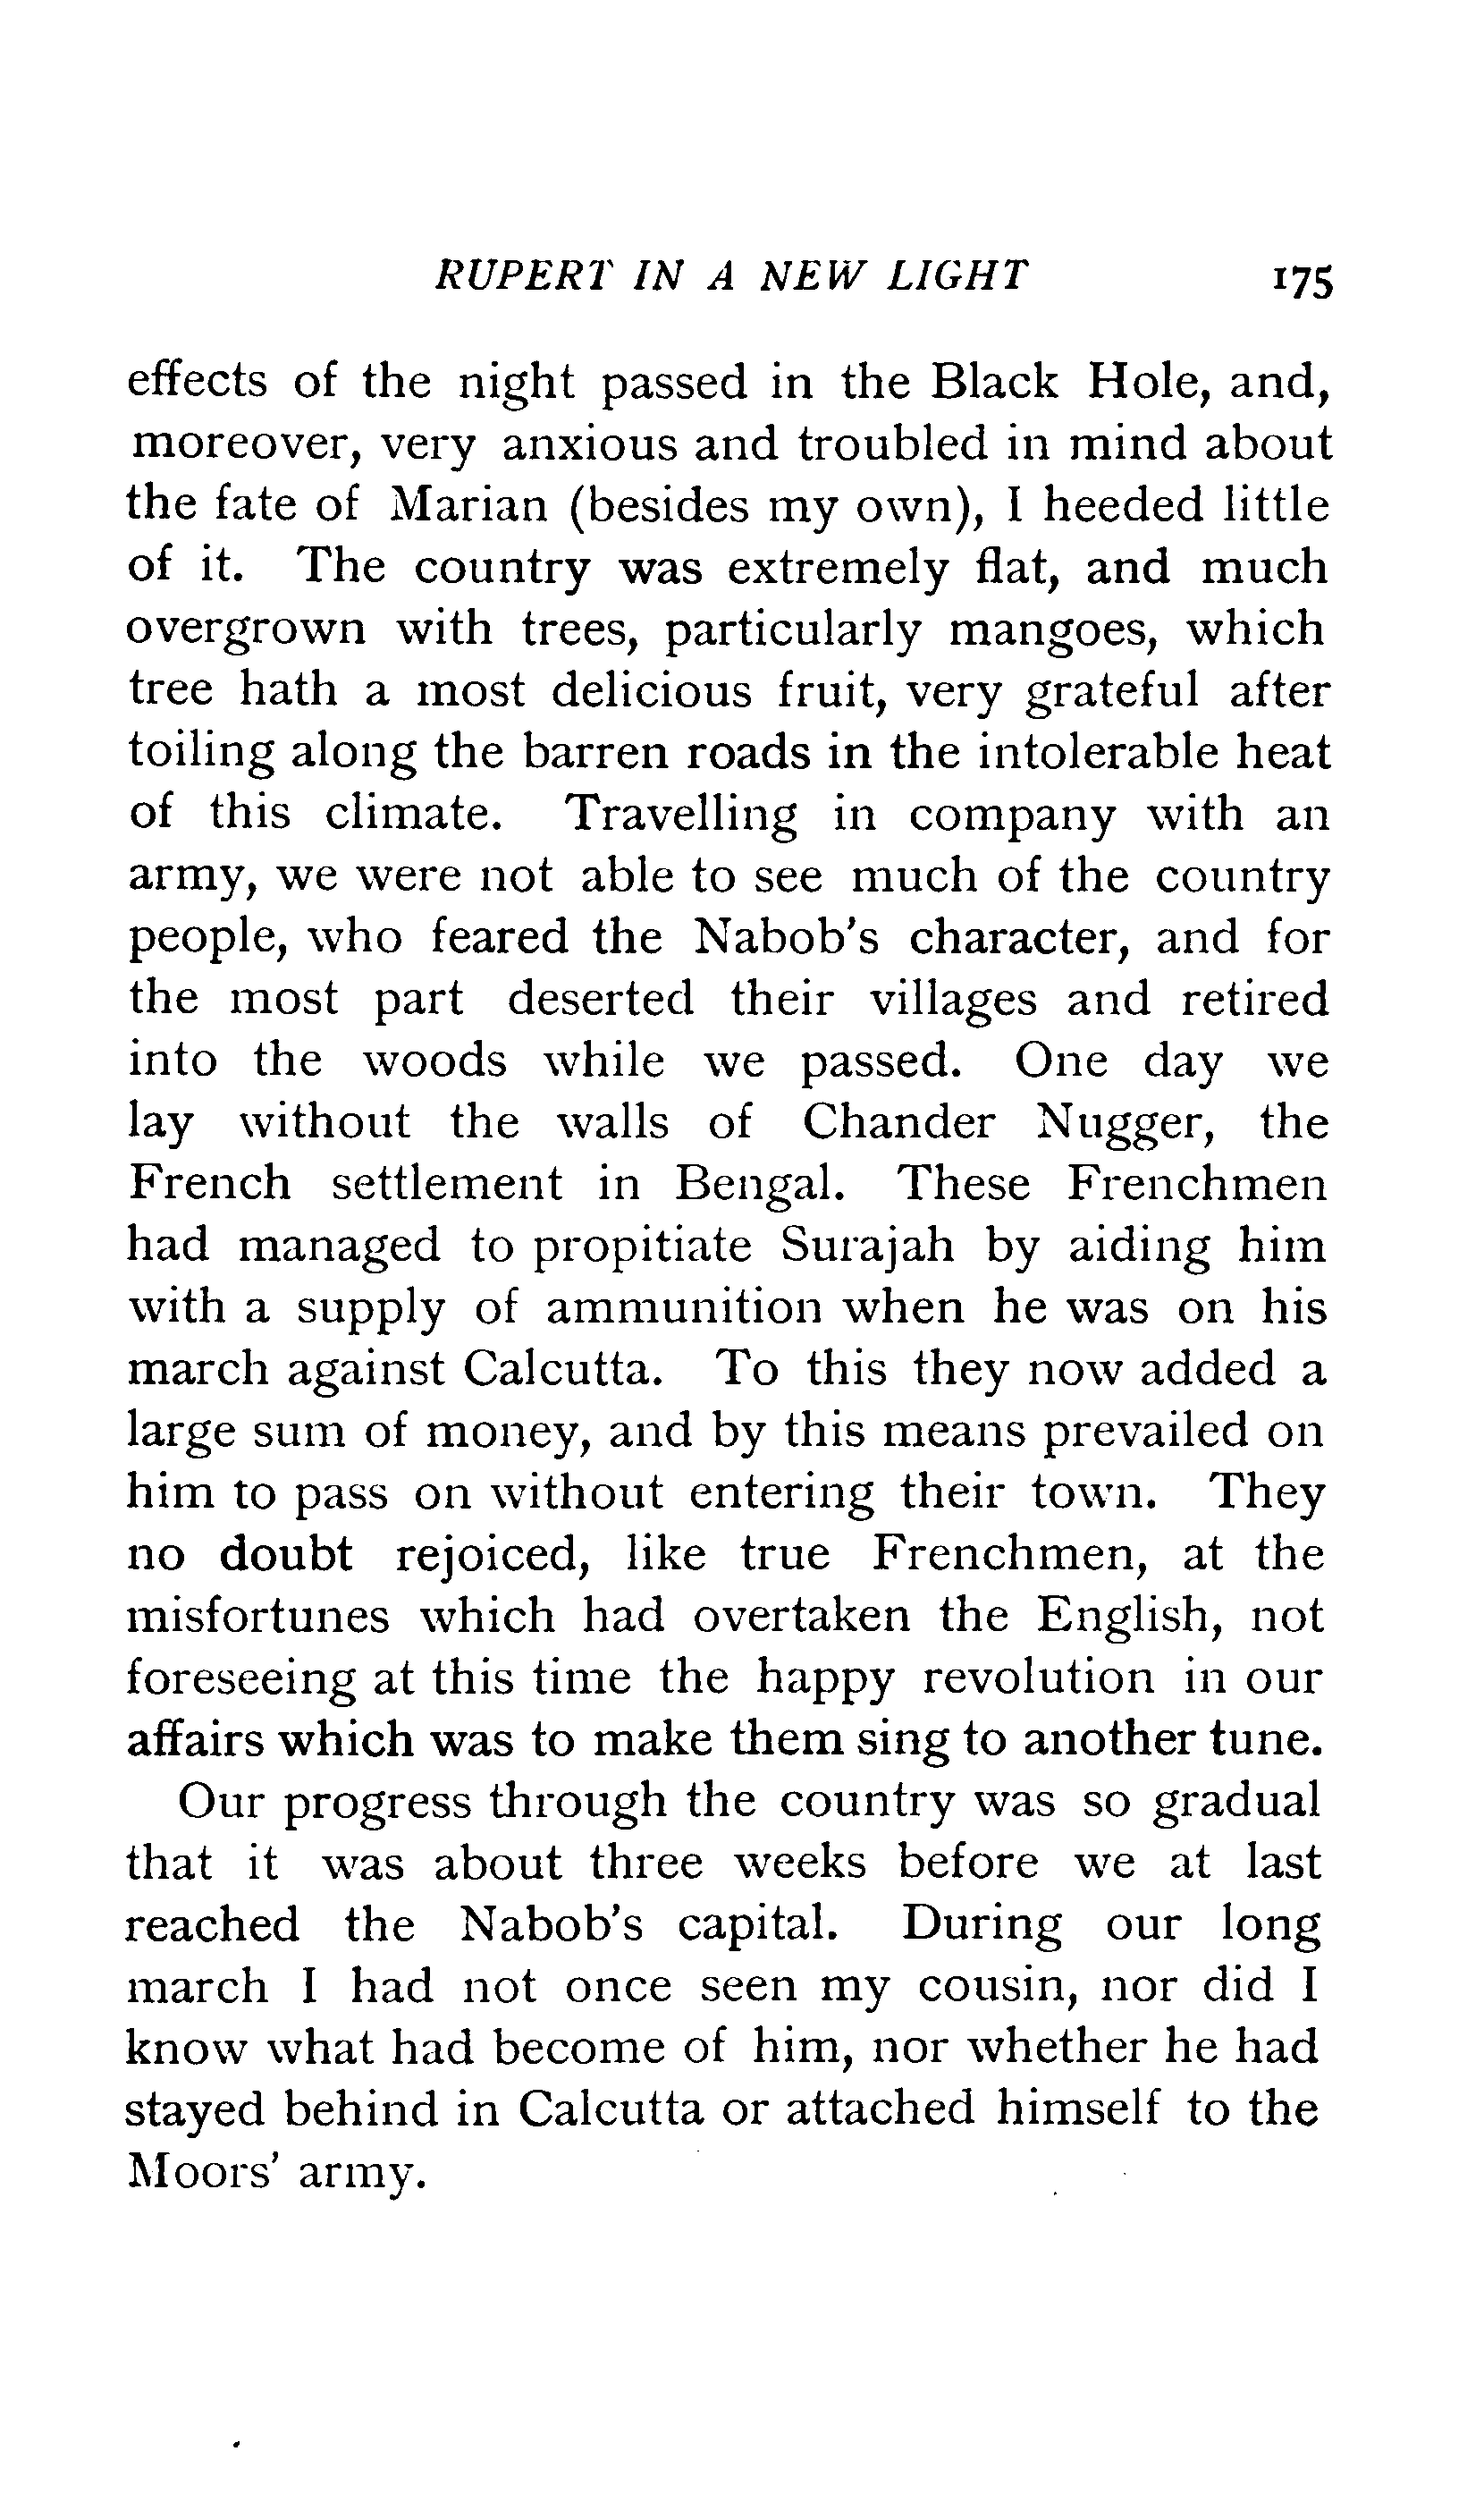 RUPERT IN A NEW LIGHT 175
effects of the night passed in the Black Hole, and,
moreover, very anxious and troubled in mind about
the fate of Marian (besides my own), I heeded little
of it. The country was extremely flat, and much
overgrown with trees, particularly mangoes, which
tree hath a most delicious fruit, very grateful after
toiling along the barren roads in the intolerable heat
of this climate. Travelling in company with an
army, we were not able to see much of the country
people, who feared the Nabob's character, and for
the most part deserted their villages and retired
into the woods while we passed. One day we
lay without the walls of Chander Nugger, the
French settlement in Bengal. These Frenchmen
had managed to propitiate Surajah by aiding him
with a supply of ammunition when he was on his
march against Calcutta. To this they now added a
large sum of money, and by this means prevailed on
him to pass on without entering their town. They
no doubt rejoiced, like true Frenchmen, at the
misfortunes which had overtaken the English, not
foreseeing at this time the happy revolution in our
affairs which was to make them sing to another tune.
Our progress through the country was so gradual
that it was about three weeks before we at last
reached the Nabob's capital. During our long
march I had not once seen my cousin, nor did I
know what had become of him, nor whether he had
stayed behind in Calcutta or attached himself to the
Moors' army.